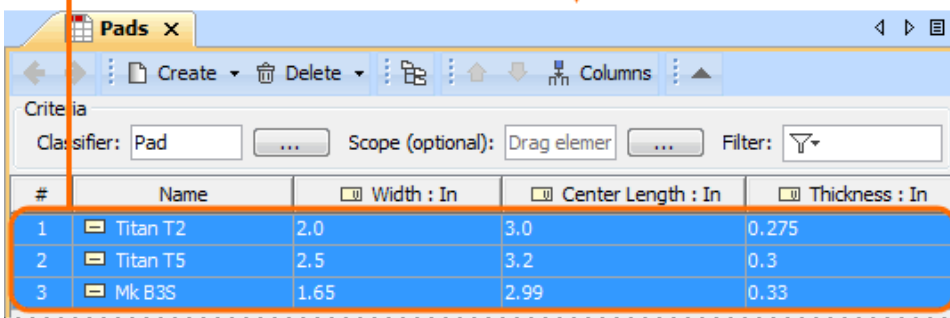 Pads X
Create Delete Columns
Criteria
Classifier: Pad ... Scope (optional): Drag elemer ... Filter:
# Name Width : In Center Length : In Thickness : In
1 Titan T2 2.0 3.0 0.275
2 Titan T5 2.5 3.2 0.3
3 Mk B3S 1.65 2.99 0.33